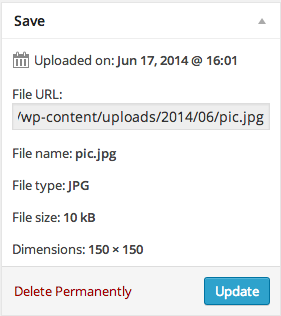 Save
Uploaded on: Jun 17, 2014 @ 16:01
File URL:
/wp-content/uploads/2014/06/pic.jpg
File name: pic.jpg
File type: JPG
File size: 10 kB
Dimensions: 150 × 150
Delete Permanently Update